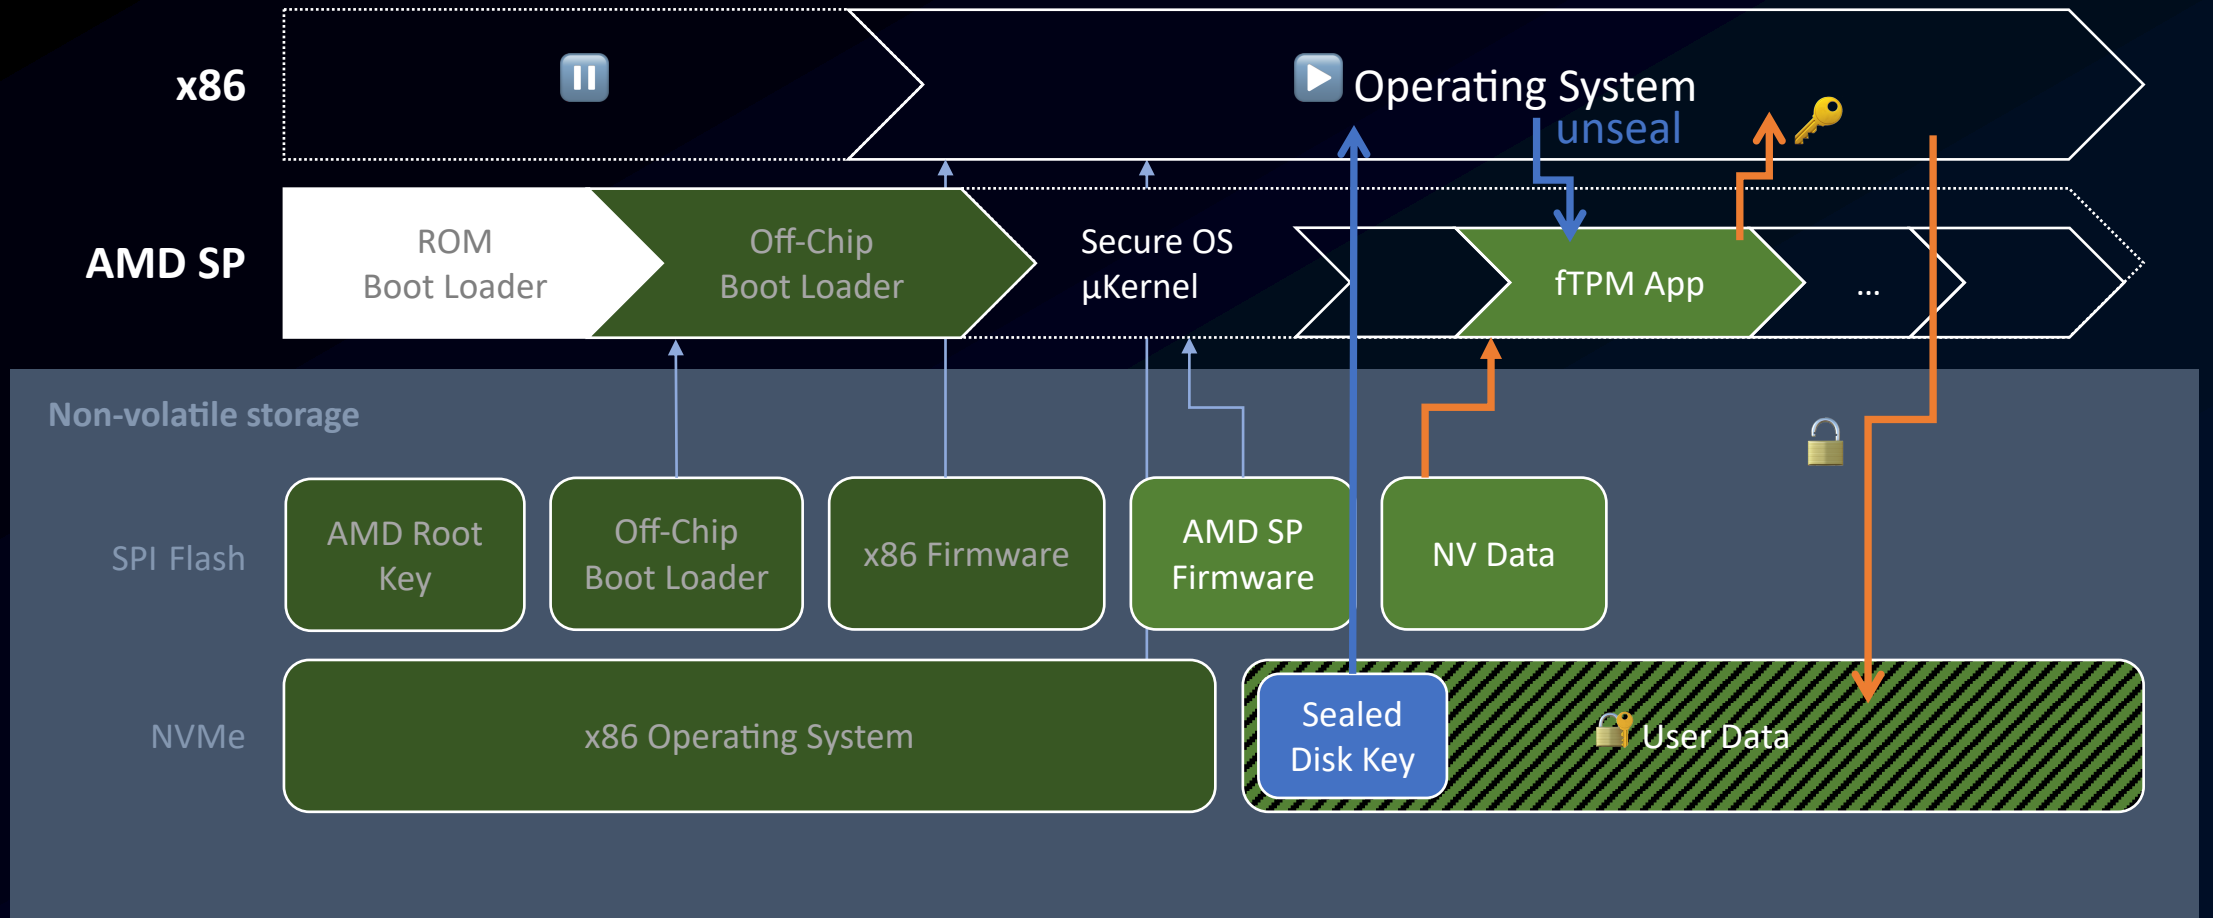 x86
Operating System
unseal
AMD SP
ROM
Boot Loader
Off-Chip
Boot Loader
Secure OS
µKernel
fTPM App
...
Non-volatile storage
SPI Flash
AMD Root
Key
Off-Chip
Boot Loader
x86 Firmware
AMD SP
Firmware
NV Data
NVMe
x86 Operating System
Sealed
Disk Key
User Data